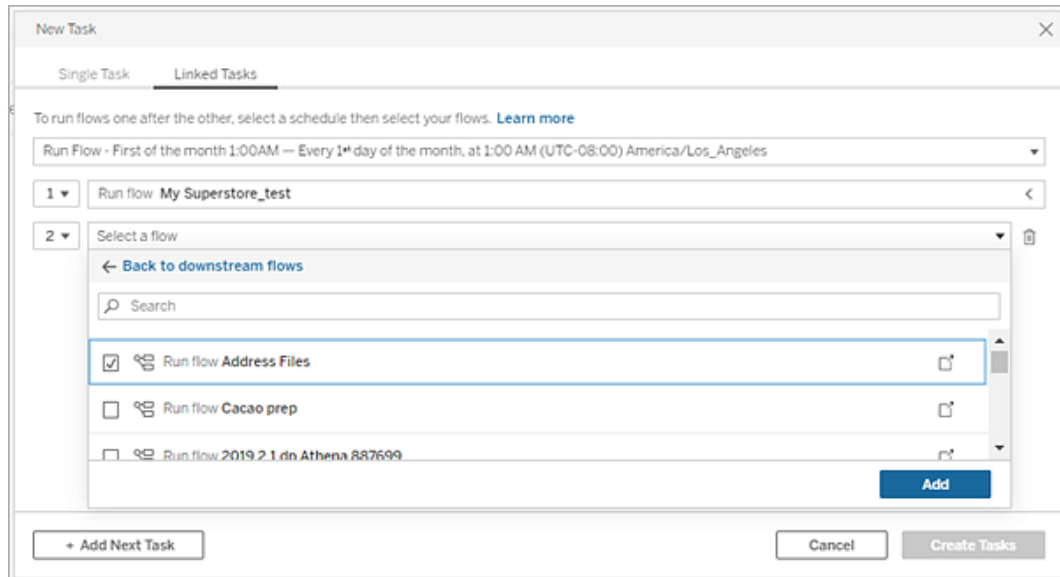 New Task
Single Task Linked Tasks
To run flows one after the other, select a schedule then select your flows. Learn more
Run Flow - First of the month 1:00AM — Every 1st day of the month, at 1:00 AM (UTC-08:00) America/Los_Angeles
1 Run flow My Superstore_test
2 Select a flow
Back to downstream flows
Search
Run flow Address Files
Run flow Cacao prep
Run flow 2019 2 1 dp Athena 887699
Add
+ Add Next Task Cancel Create Tasks